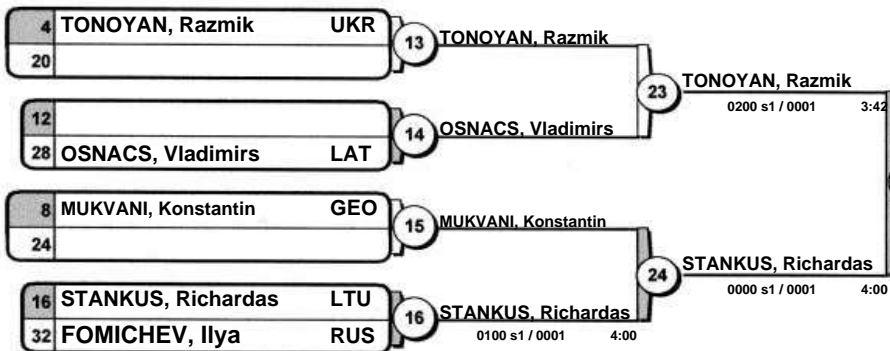 4 TONOYAN, Razmik UKR
20
13 TONOYAN, Razmik
12
28 OSNACS, Vladimirs LAT
14 OSNACS, Vladimirs
23 TONOYAN, Razmik
0200 s1 / 0001 3:42
8 MUKVANI, Konstantin GEO
24
15 MUKVANI, Konstantin
16 STANKUS, Richardas LTU
32 FOMICHEV, Ilya RUS
16 STANKUS, Richardas
0100 s1 / 0001 4:00
24 STANKUS, Richardas
0000 s1 / 0001 4:00